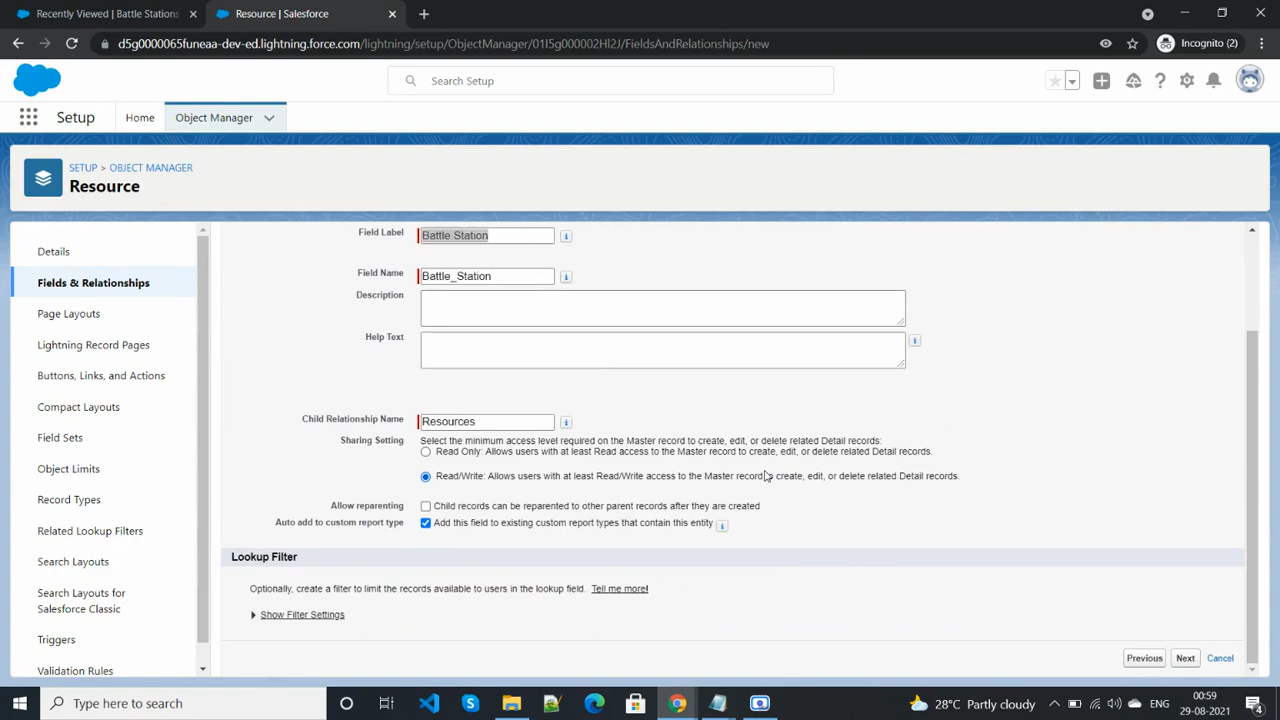 Recently Viewed | Battle Stations
Resource | Salesforce
d5g0000065funeaa-dev-ed.lightning.force.com/lightning/setup/ObjectManager/01I5g000002Hl2J/FieldsAndRelationships/new
Incognito (2)
Search Setup
Setup
Home
Object Manager
SETUP > OBJECT MANAGER
Resource
Details
Fields & Relationships
Page Layouts
Lightning Record Pages
Buttons, Links, and Actions
Compact Layouts
Field Sets
Object Limits
Record Types
Related Lookup Filters
Search Layouts
Search Layouts for
Salesforce Classic
Triggers
Validation Rules
Field Label
Battle Station
Field Name
Battle_Station
Description
Help Text
Child Relationship Name
Resources
Sharing Setting
Select the minimum access level required on the Master record to create, edit, or delete related Detail records:
Read Only: Allows users with at least Read access to the Master record to create, edit, or delete related Detail records.
Read/Write: Allows users with at least Read/Write access to the Master record to create, edit, or delete related Detail records.
Allow reparenting
Child records can be reparented to other parent records after they are created
Auto add to custom report type
Add this field to existing custom report types that contain this entity
Lookup Filter
Optionally, create a filter to limit the records available to users in the lookup field. Tell me more!
Show Filter Settings
Previous
Next
Cancel
Type here to search
28°C Partly cloudy
ENG
00:59
29-08-2021
4